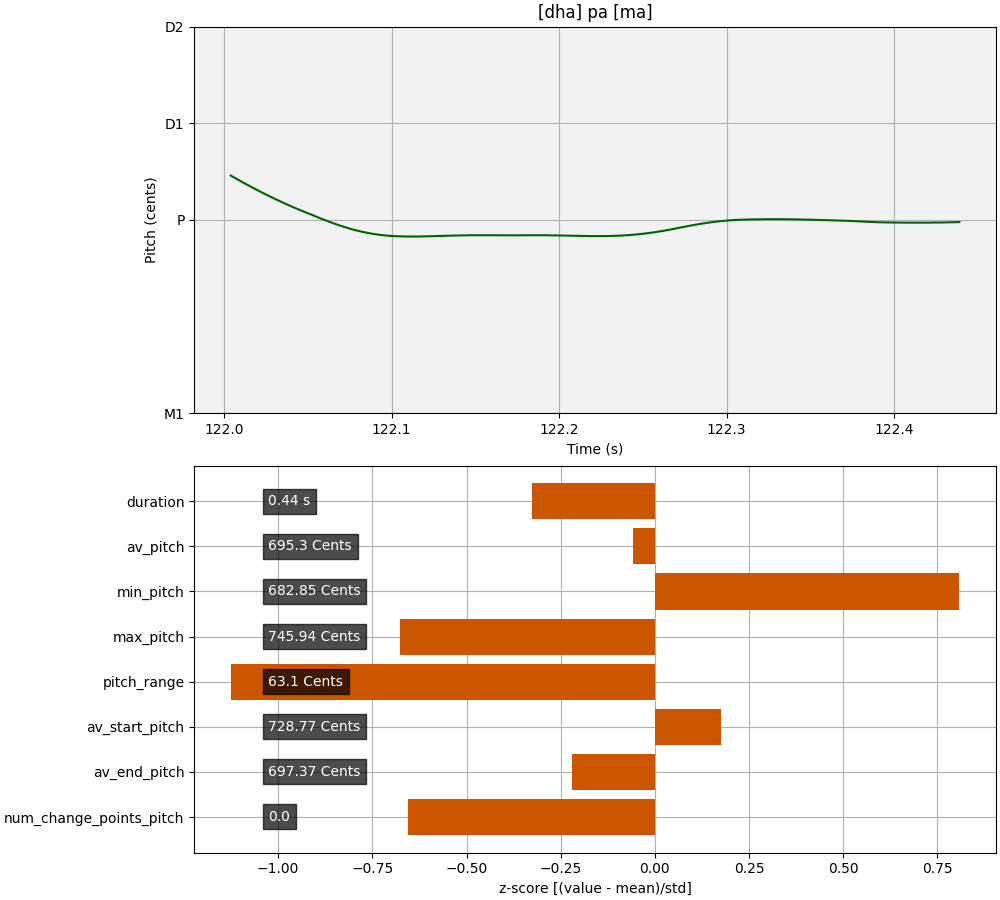 [dha] pa [ma]
D2
D1
P
M1
Pitch (cents)
122.0 122.1 122.2 122.3 122.4
Time (s)
duration 0.44 s
av_pitch 695.3 Cents
min_pitch 682.85 Cents
max_pitch 745.94 Cents
pitch_range 63.1 Cents
av_start_pitch 728.77 Cents
av_end_pitch 697.37 Cents
num_change_points_pitch 0.0
−1.00 −0.75 −0.50 −0.25 0.00 0.25 0.50 0.75
z-score [(value - mean)/std]